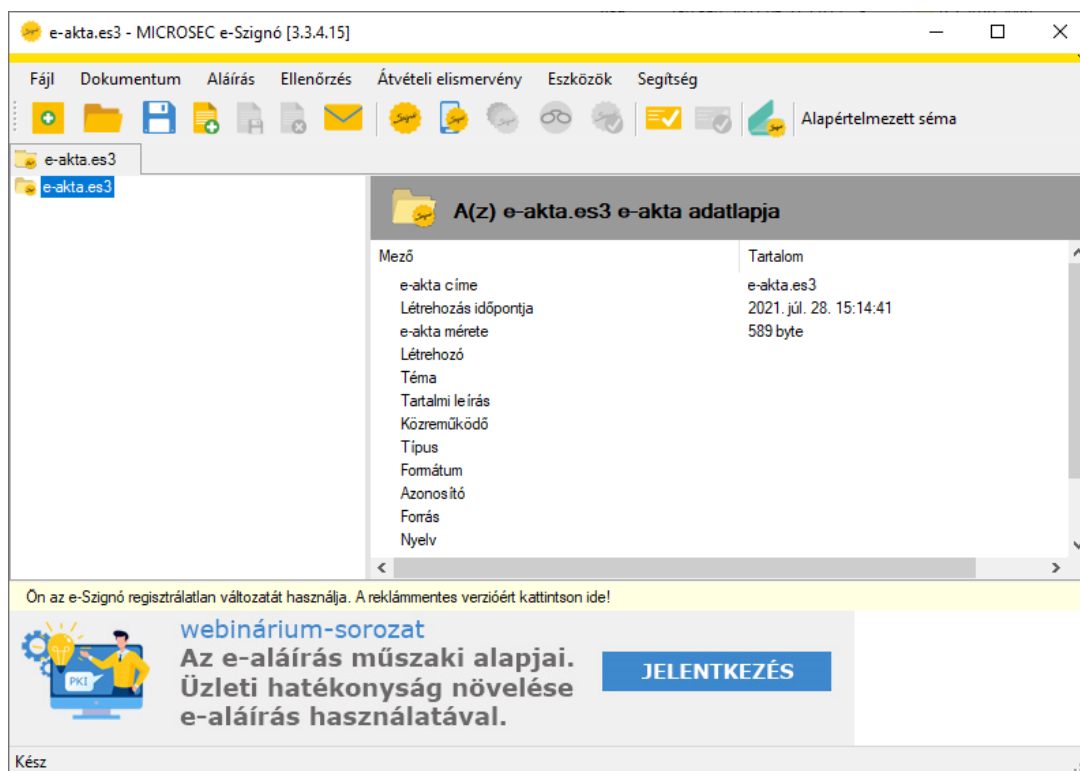 e-akta.es3 - MICROSEC e-Szignó [3.3.4.15]
Fájl Dokumentum Aláírás Ellenőrzés Átvételi elismervény Eszközök Segítség
Alapértelmezett séma
e-akta.es3
e-akta.es3
A(z) e-akta.es3 e-akta adatlapja
Mező Tartalom
e-akta címe e-akta.es3
Létrehozás időpontja 2021. júl. 28. 15:14:41
e-akta mérete 589 byte
Létrehozó
Téma
Tartalmi leírás
Közreműködő
Típus
Formátum
Azonosító
Forrás
Nyelv
Ön az e-Szignó regisztrálatlan változatát használja. A reklámmentes verzióért kattintson ide!
webinárium-sorozat
Az e-aláírás műszaki alapjai.
Üzleti hatékonyság növelése
e-aláírás használatával.
PKI
JELENTKEZÉS
Kész